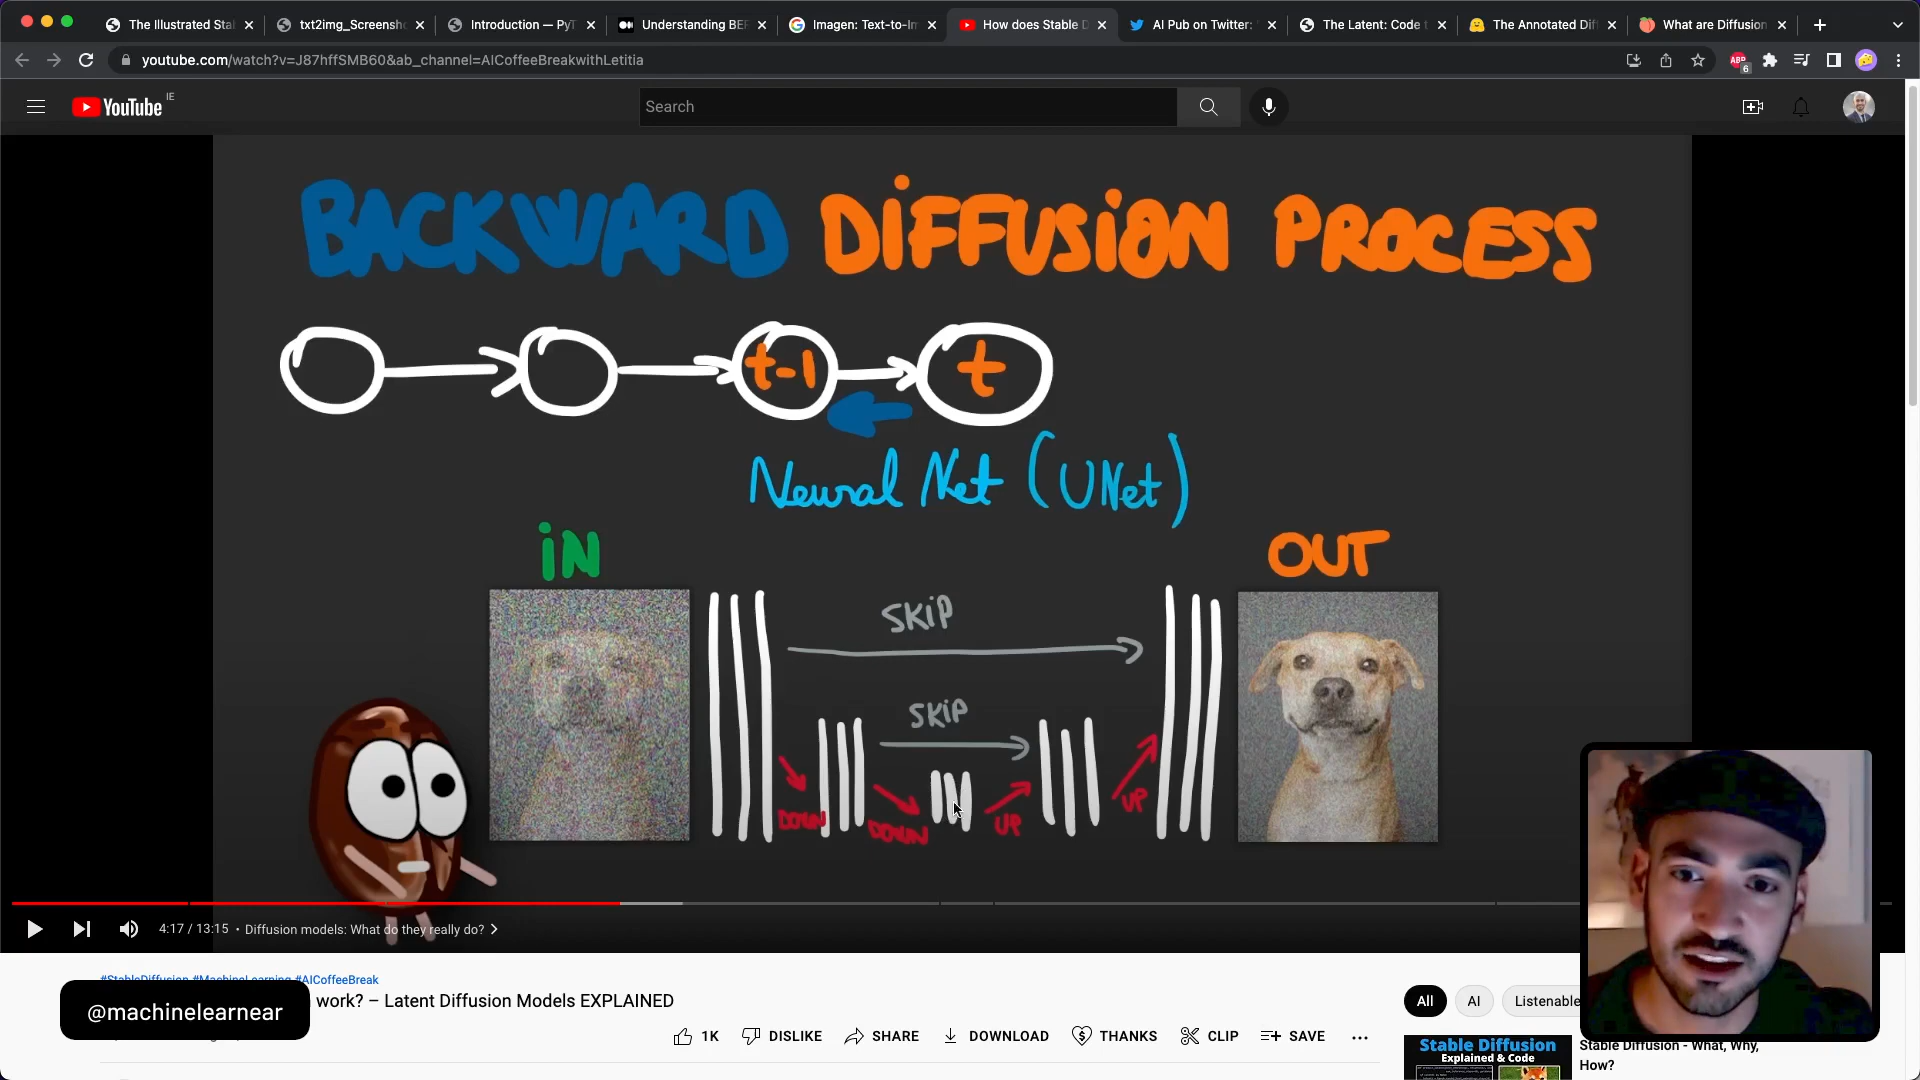 The Illustrated Sta
txt2img_Screensh
Introduction — PyT
Understanding BER
Imagen: Text-to-Im
How does Stable D
AI Pub on Twitter:
The Latent: Code t
The Annotated Dif
What are Diffusion
youtube.com/watch?v=J87hffSMB60&ab_channel=AICoffeeBreakwithLetitia
ABP
6
YouTube IE
Search
BACKWARD DIFFUSION PROCESS
t-1
t
Neural Net (UNet)
IN
OUT
SKIP
SKIP
DOWN
DOWN
UP
UP
4:17 / 13:15 • Diffusion models: What do they really do?
#StableDiffusion #MachineLearning #AICoffeeBreak
@machinelearnear
work? – Latent Diffusion Models EXPLAINED
1K
DISLIKE
SHARE
DOWNLOAD
THANKS
CLIP
SAVE
All
AI
Listenable
Stable Diffusion
Explained & Code
Stable Diffusion - What, Why,
How?